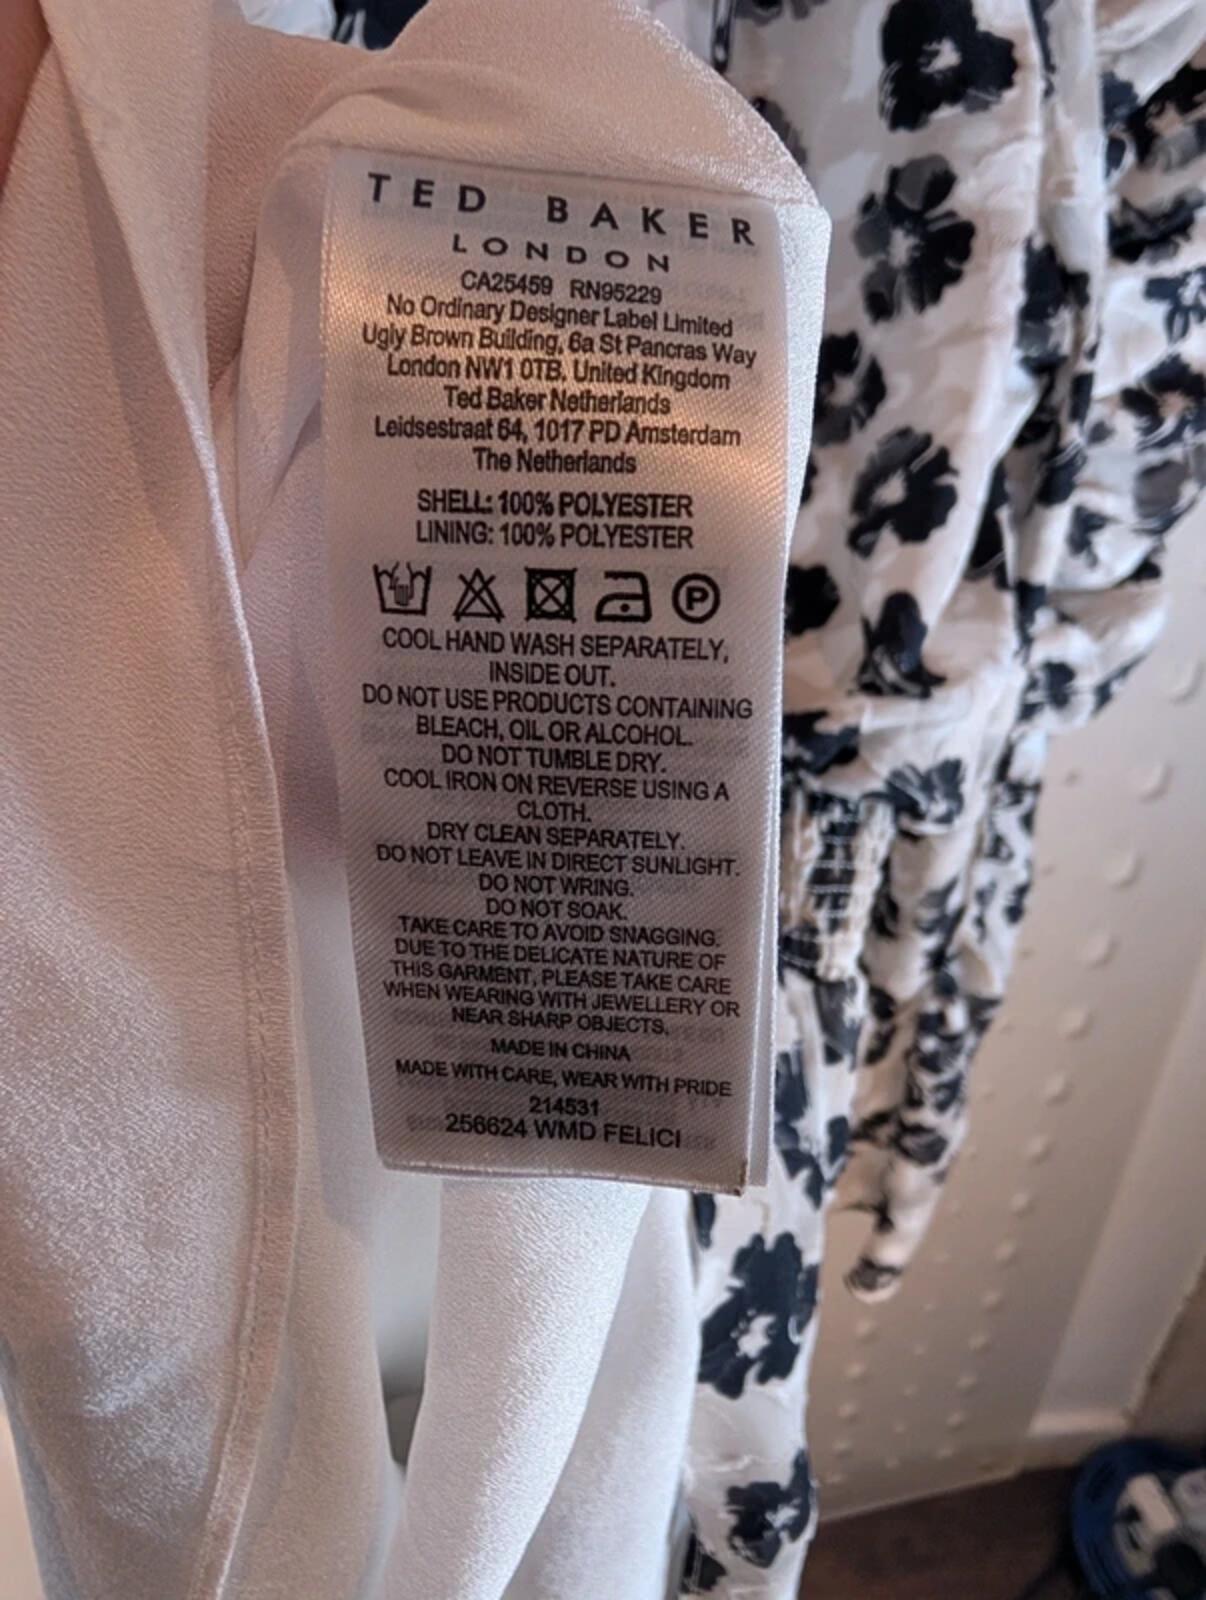 TED BAKER
LONDON
CA25459 RN95229
No Ordinary Designer Label Limited
Ugly Brown Building, 6a St Pancras Way
London NW1 0TB, United Kingdom
Ted Baker Netherlands
Leidsestraat 64, 1017 PD Amsterdam
The Netherlands
SHELL: 100% POLYESTER
LINING: 100% POLYESTER
P
COOL HAND WASH SEPARATELY,
INSIDE OUT.
DO NOT USE PRODUCTS CONTAINING
BLEACH, OIL OR ALCOHOL.
DO NOT TUMBLE DRY.
COOL IRON ON REVERSE USING A
CLOTH.
DRY CLEAN SEPARATELY.
DO NOT LEAVE IN DIRECT SUNLIGHT.
DO NOT WRING.
DO NOT SOAK.
TAKE CARE TO AVOID SNAGGING.
DUE TO THE DELICATE NATURE OF
THIS GARMENT, PLEASE TAKE CARE
WHEN WEARING WITH JEWELLERY OR
NEAR SHARP OBJECTS.
MADE IN CHINA
MADE WITH CARE, WEAR WITH PRIDE
214531
256624 WMD FELICI